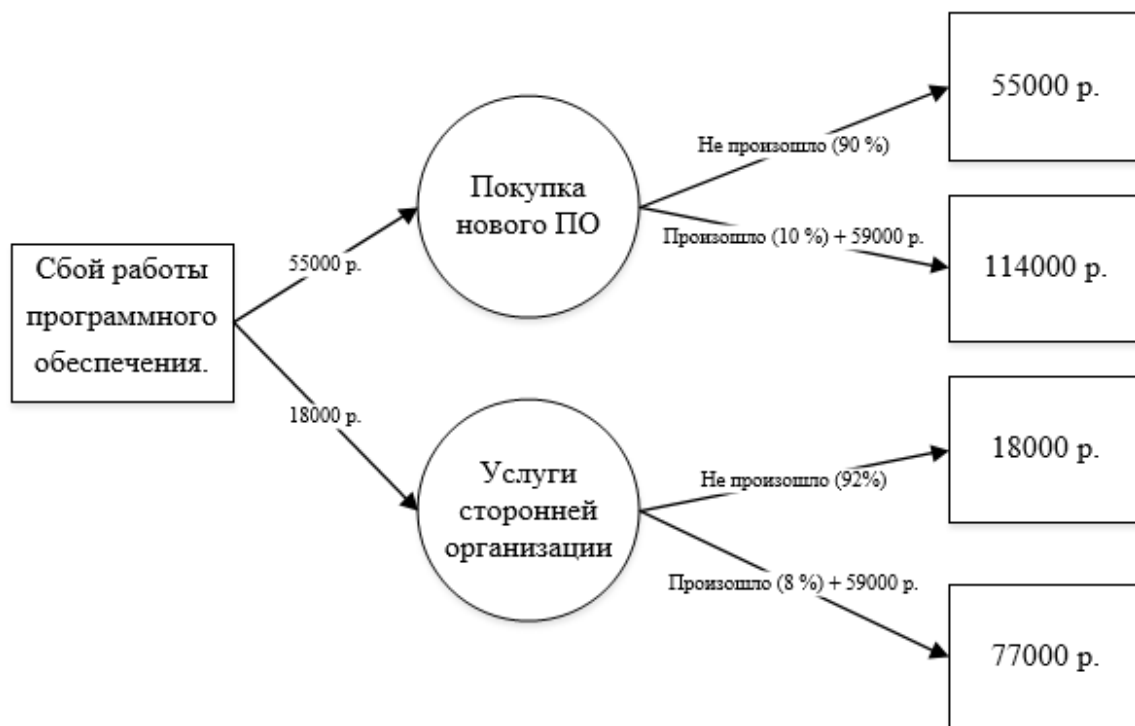 Сбой работы
программного
обеспечения.
55000 р.
18000 р.
Покупка
нового ПО
Не произошло (90 %)
Произошло (10 %) + 59000 р.
55000 р.
114000 р.
Услуги
сторонней
организации
Не произошло (92%)
Произошло (8 %) + 59000 р.
18000 р.
77000 р.